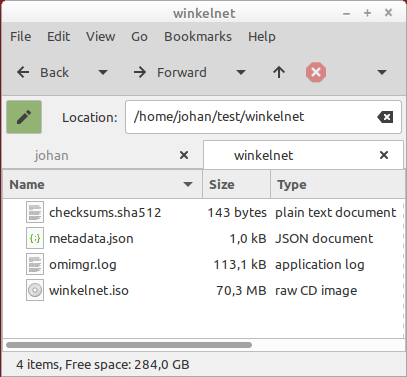 winkelnet
File Edit View Go Bookmarks Help
Back Forward
Location: /home/johan/test/winkelnet
johan winkelnet
Name Size Type
checksums.sha512 143 bytes plain text document
metadata.json 1,0 kB JSON document
omimgr.log 113,1 kB application log
winkelnet.iso 70,3 MB raw CD image
4 items, Free space: 284,0 GB